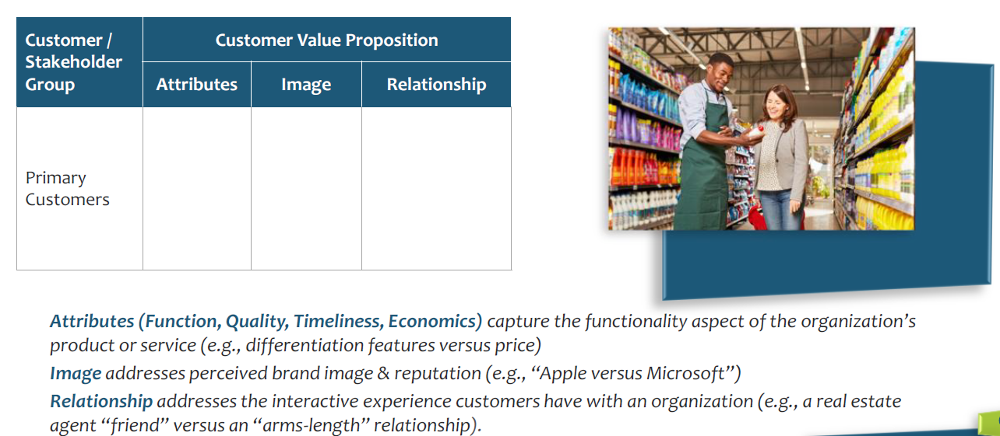 Customer /
Stakeholder
Group
Customer Value Proposition
Attributes
Image
Relationship
Primary
Customers
Attributes (Function, Quality, Timeliness, Economics) capture the functionality aspect of the organization’s
product or service (e.g., differentiation features versus price)
Image addresses perceived brand image & reputation (e.g., “Apple versus Microsoft”)
Relationship addresses the interactive experience customers have with an organization (e.g., a real estate
agent “friend” versus an “arms-length” relationship).